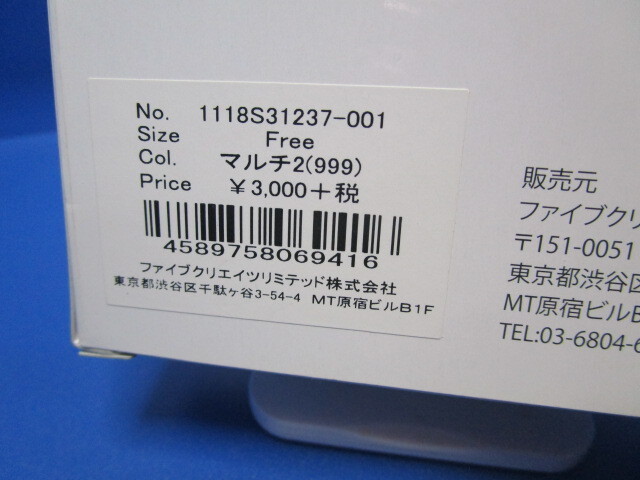 No. 1118S31237-001
Size Free
Col. マルチ2(999)
Price ¥3,000+税
4589758069416
ファイブクリエイツリミテッド株式会社
東京都渋谷区千駄ヶ谷3-54-4 MT原宿ビルB1F
販売元
ファイブクリ
〒151-0051
東京都渋谷区
MT原宿ビルB
TEL:03-6804-6